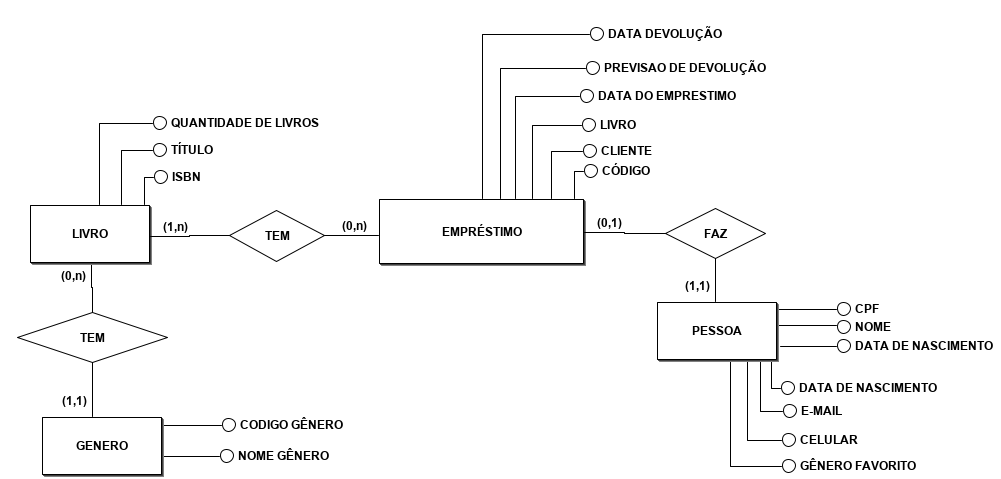 DATA DEVOLUÇÃO
PREVISAO DE DEVOLUÇÃO
DATA DO EMPRESTIMO
LIVRO
CLIENTE
CÓDIGO
QUANTIDADE DE LIVROS
TÍTULO
ISBN
LIVRO
(1,n)
TEM
(0,n)
EMPRÉSTIMO
(0,1)
FAZ
(0,n)
(1,1)
TEM
PESSOA
CPF
NOME
DATA DE NASCIMENTO
DATA DE NASCIMENTO
E-MAIL
CELULAR
GÊNERO FAVORITO
(1,1)
GENERO
CODIGO GÊNERO
NOME GÊNERO